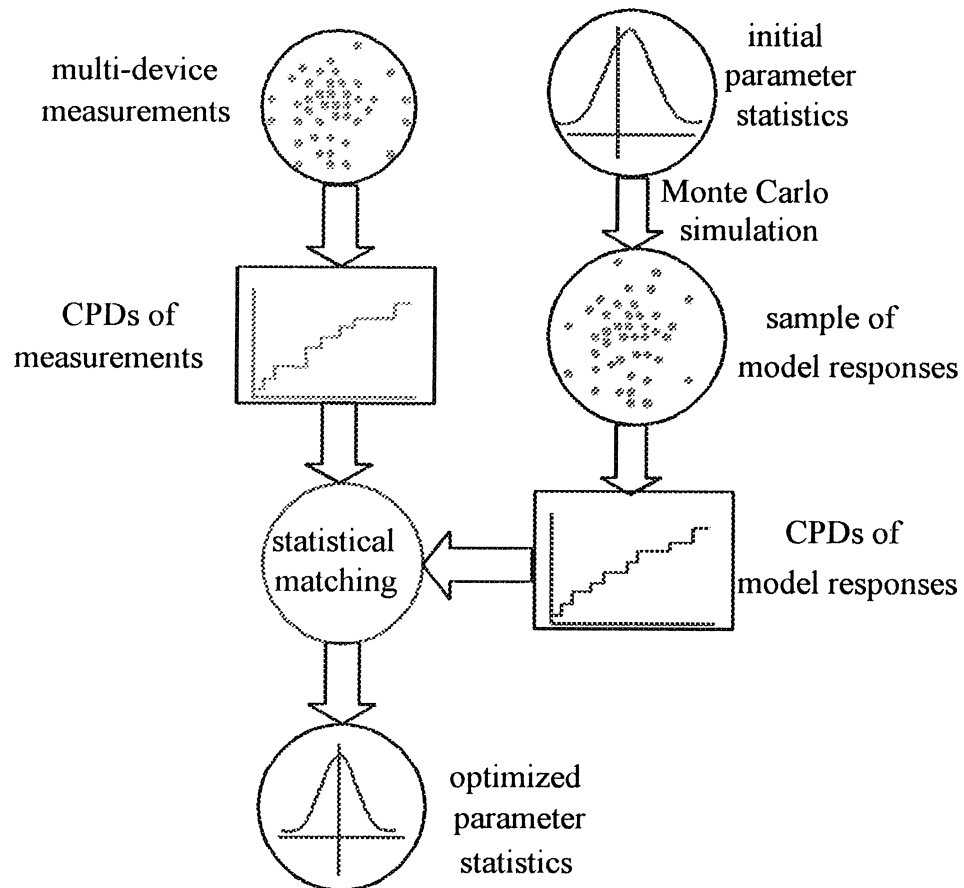 multi-device
measurements
initial
parameter
statistics
Monte Carlo
simulation
CPDs of
measurements
sample of
model responses
statistical
matching
CPDs of
model responses
optimized
parameter
statistics